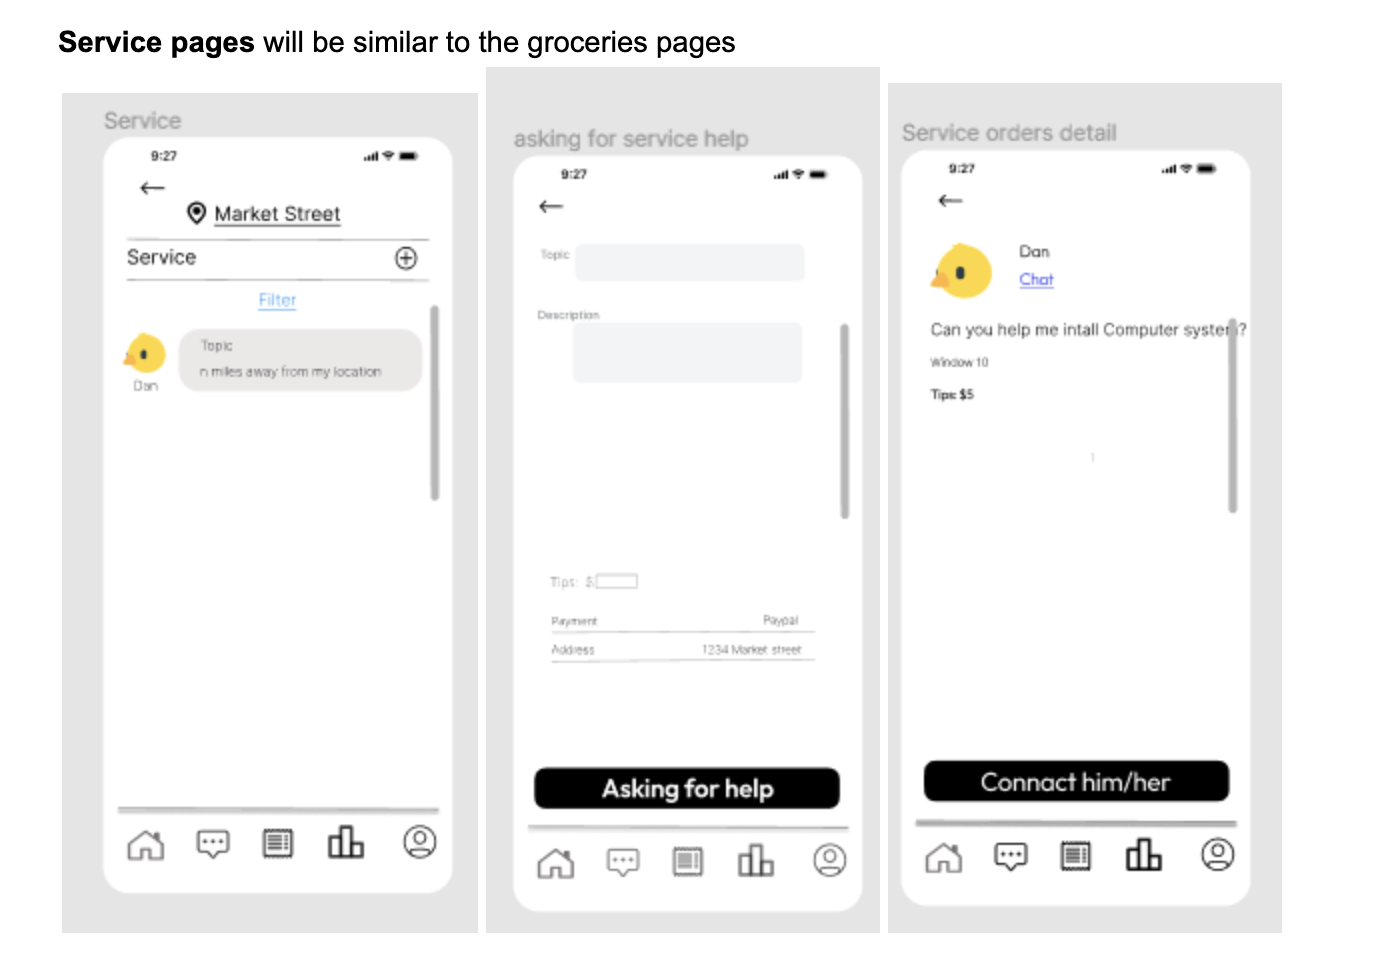 Service pages will be similar to the groceries pages
Service
9:27
Market Street
Service
Filter
Topic
n miles away from my location
Dan
asking for service help
9:27
Topic
Description
Tips: $
Payment Paypal
Address 1234 Market street
Asking for help
Service orders detail
9:27
Dan
Chat
Can you help me intall Computer system?
Window 10
Tips: $5
1
Connact him/her